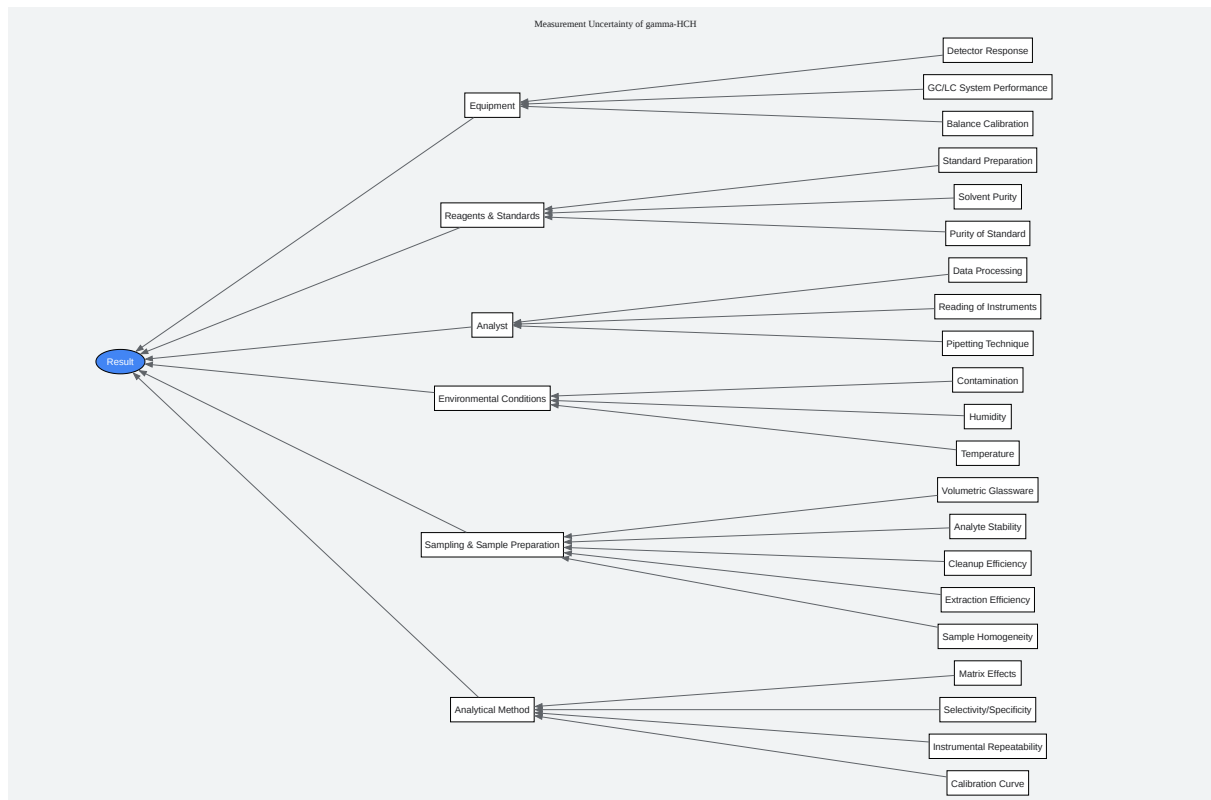 Measurement Uncertainty of gamma-HCH
Detector Response
GC/LC System Performance
Equipment
Balance Calibration
Standard Preparation
Solvent Purity
Reagents & Standards
Purity of Standard
Data Processing
Reading of Instruments
Analyst
Pipetting Technique
Result
Contamination
Environmental Conditions
Humidity
Temperature
Volumetric Glassware
Analyte Stability
Sampling & Sample Preparation
Cleanup Efficiency
Extraction Efficiency
Sample Homogeneity
Matrix Effects
Analytical Method
Selectivity/Specificity
Instrumental Repeatability
Calibration Curve